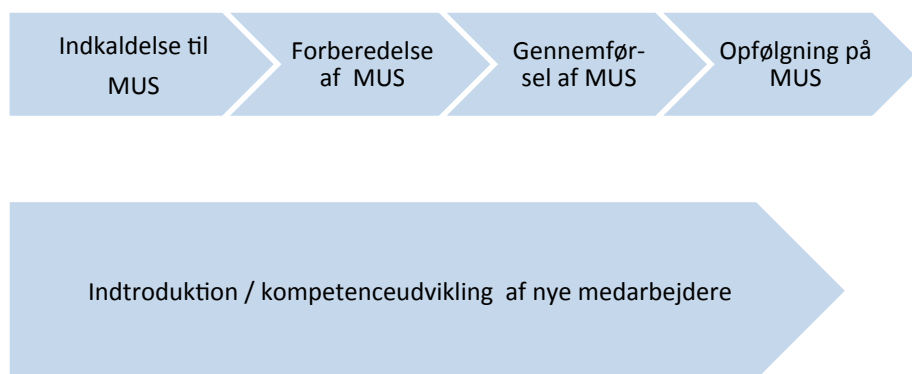 Indkaldelse til
MUS
Forberedelse
af MUS
Gennemfør-
sel af MUS
Opfølgning på
MUS
Indtroduktion / kompetenceudvikling af nye medarbejdere